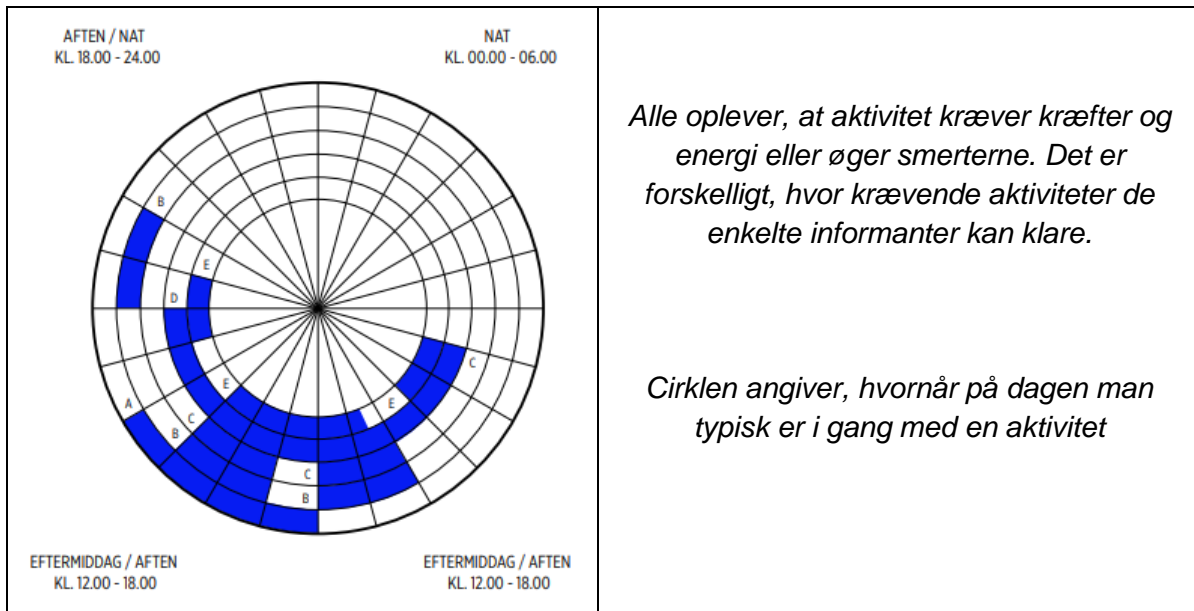 AFTEN / NAT
KL. 18.00 - 24.00
NAT
KL. 00.00 - 06.00
B
E
D
C
E
A
C
B
E
C
B
EFTERMIDDAG / AFTEN
KL. 12.00 - 18.00
EFTERMIDDAG / AFTEN
KL. 12.00 - 18.00
Alle oplever, at aktivitet kræver kræfter og
energi eller øger smerterne. Det er
forskelligt, hvor krævende aktiviteter de
enkelte informanter kan klare.
Cirklen angiver, hvornår på dagen man
typisk er i gang med en aktivitet